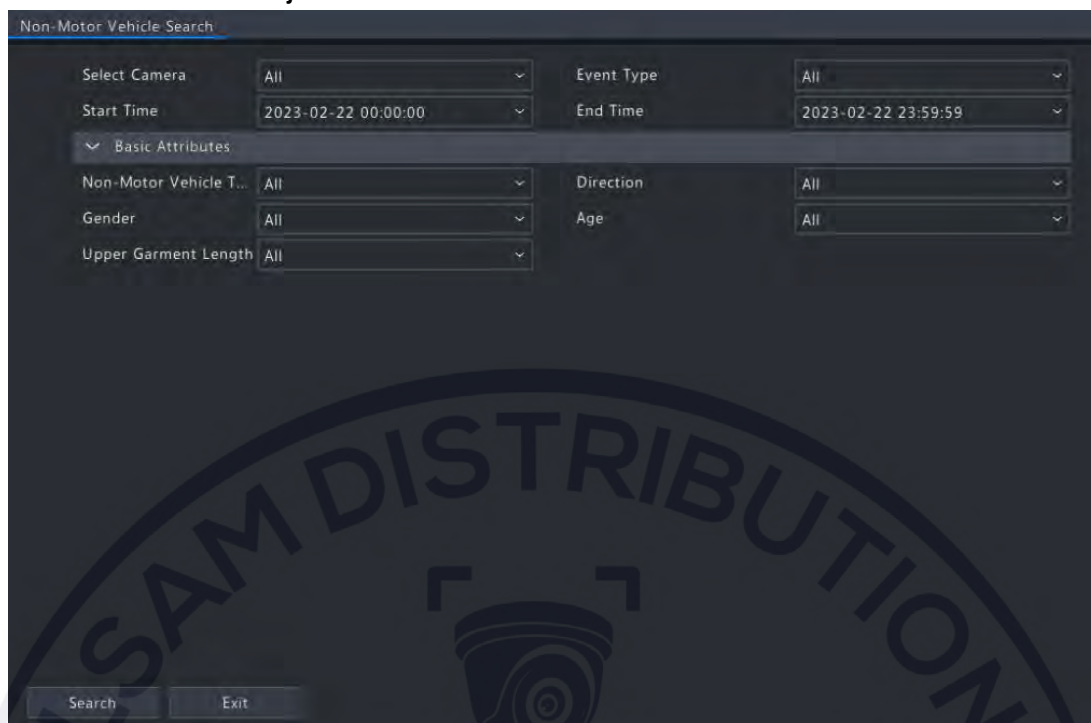 Non-Motor Vehicle Search
Select Camera All Event Type All
Start Time 2023-02-22 00:00:00 End Time 2023-02-22 23:59:59
Basic Attributes
Non-Motor Vehicle T... All Direction All
Gender All Age All
Upper Garment Length All
SAM DISTRIBUTION
Search Exit